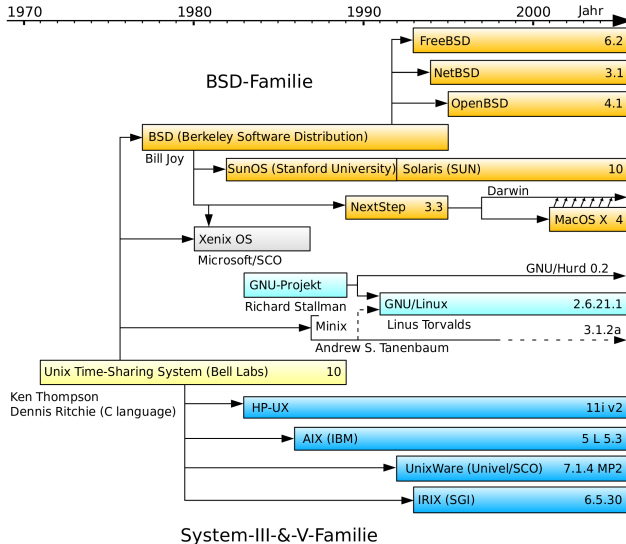 1970 1980 1990 2000 Jahr
FreeBSD 6.2
BSD-Familie
NetBSD 3.1
OpenBSD 4.1
BSD (Berkeley Software Distribution)
Bill Joy
SunOS (Stanford University) Solaris (SUN) 10
Darwin
NextStep 3.3
MacOS X 4
Xenix OS
Microsoft/SCO
GNU/Hurd 0.2
GNU-Projekt
Richard Stallman
GNU/Linux 2.6.21.1
Linus Torvalds
Minix
3.1.2a
Andrew S. Tanenbaum
Unix Time-Sharing System (Bell Labs) 10
Ken Thompson
Dennis Ritchie (C language)
HP-UX 11i v2
AIX (IBM) 5 L 5.3
UnixWare (Univel/SCO) 7.1.4 MP2
IRIX (SGI) 6.5.30
System-III-&-V-Familie